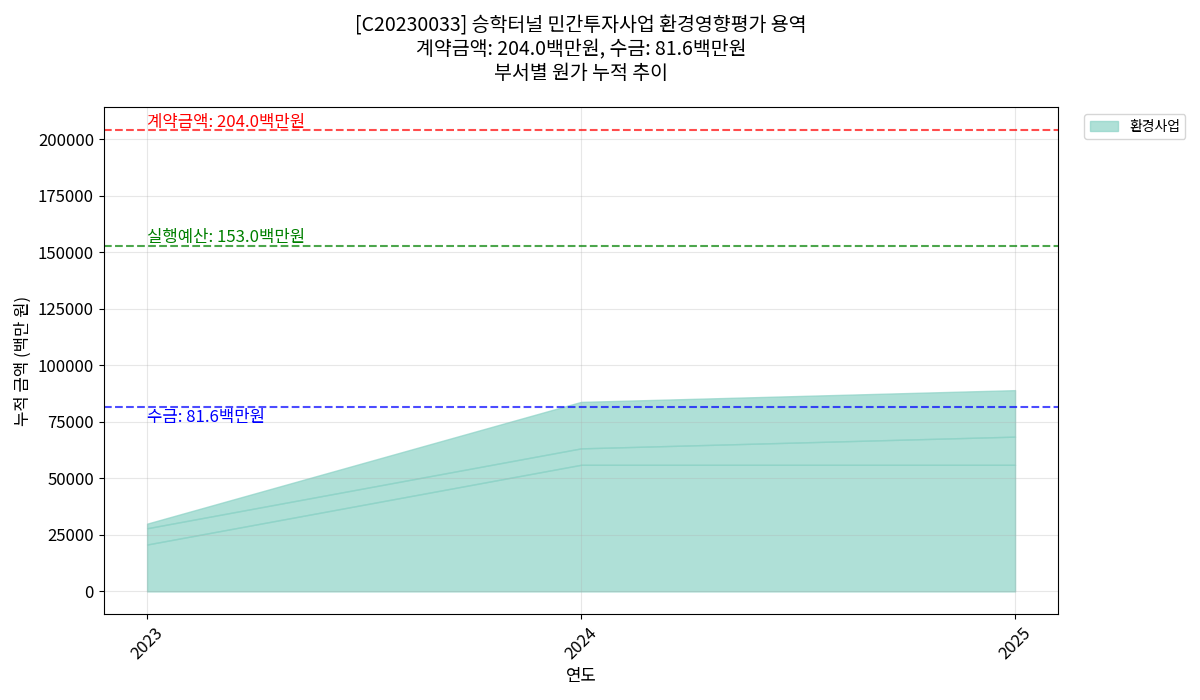 [C20230033] 승학터널 민간투자사업 환경영향평가 용역
계약금액: 204.0백만원, 수금: 81.6백만원
부서별 원가 누적 추이
환경사업
계약금액: 204.0백만원
실행예산: 153.0백만원
수금: 81.6백만원
누적 금액 (백만 원)
200000
175000
150000
125000
100000
75000
50000
25000
0
2023
2024
2025
연도